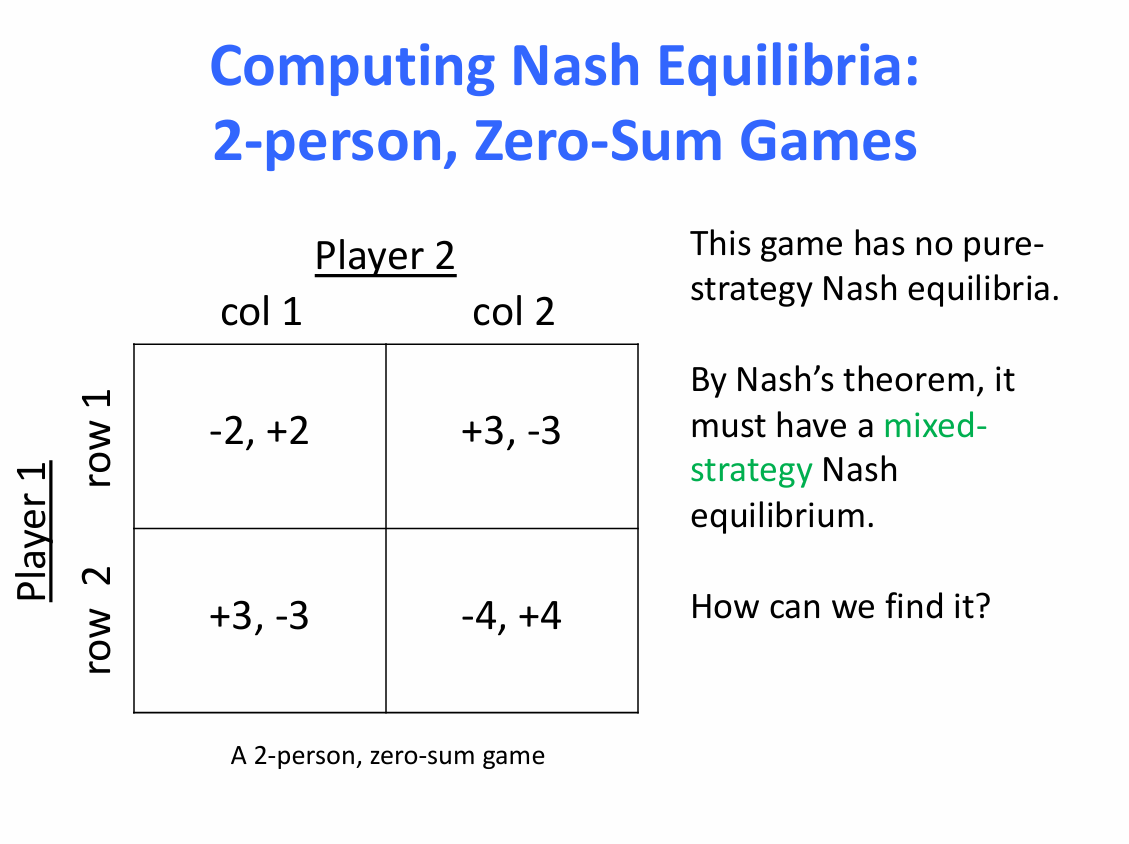 Computing Nash Equilibria:
2-person, Zero-Sum Games
Player 2
col 1 col 2
Player 1
row 1
-2, +2 +3, -3
row 2
+3, -3 -4, +4
A 2-person, zero-sum game
This game has no pure-
strategy Nash equilibria.
By Nash’s theorem, it
must have a mixed-
strategy Nash
equilibrium.
How can we find it?